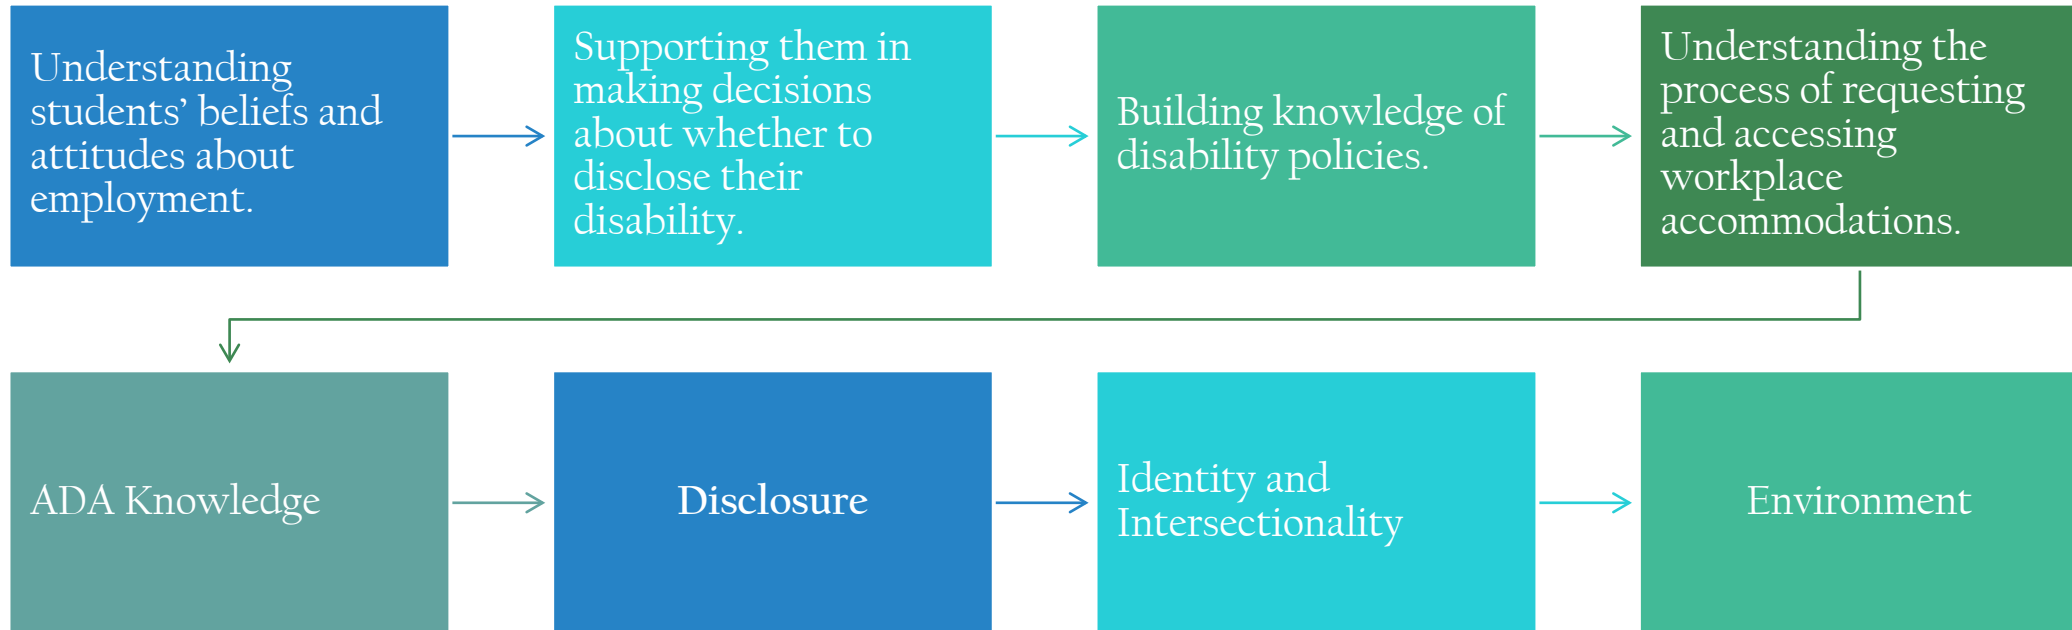 Understanding
students’ beliefs and
attitudes about
employment.
Supporting them in
making decisions
about whether to
disclose their
disability.
Building knowledge of
disability policies.
Understanding the
process of requesting
and accessing
workplace
accommodations.
ADA Knowledge
Disclosure
Identity and
Intersectionality
Environment